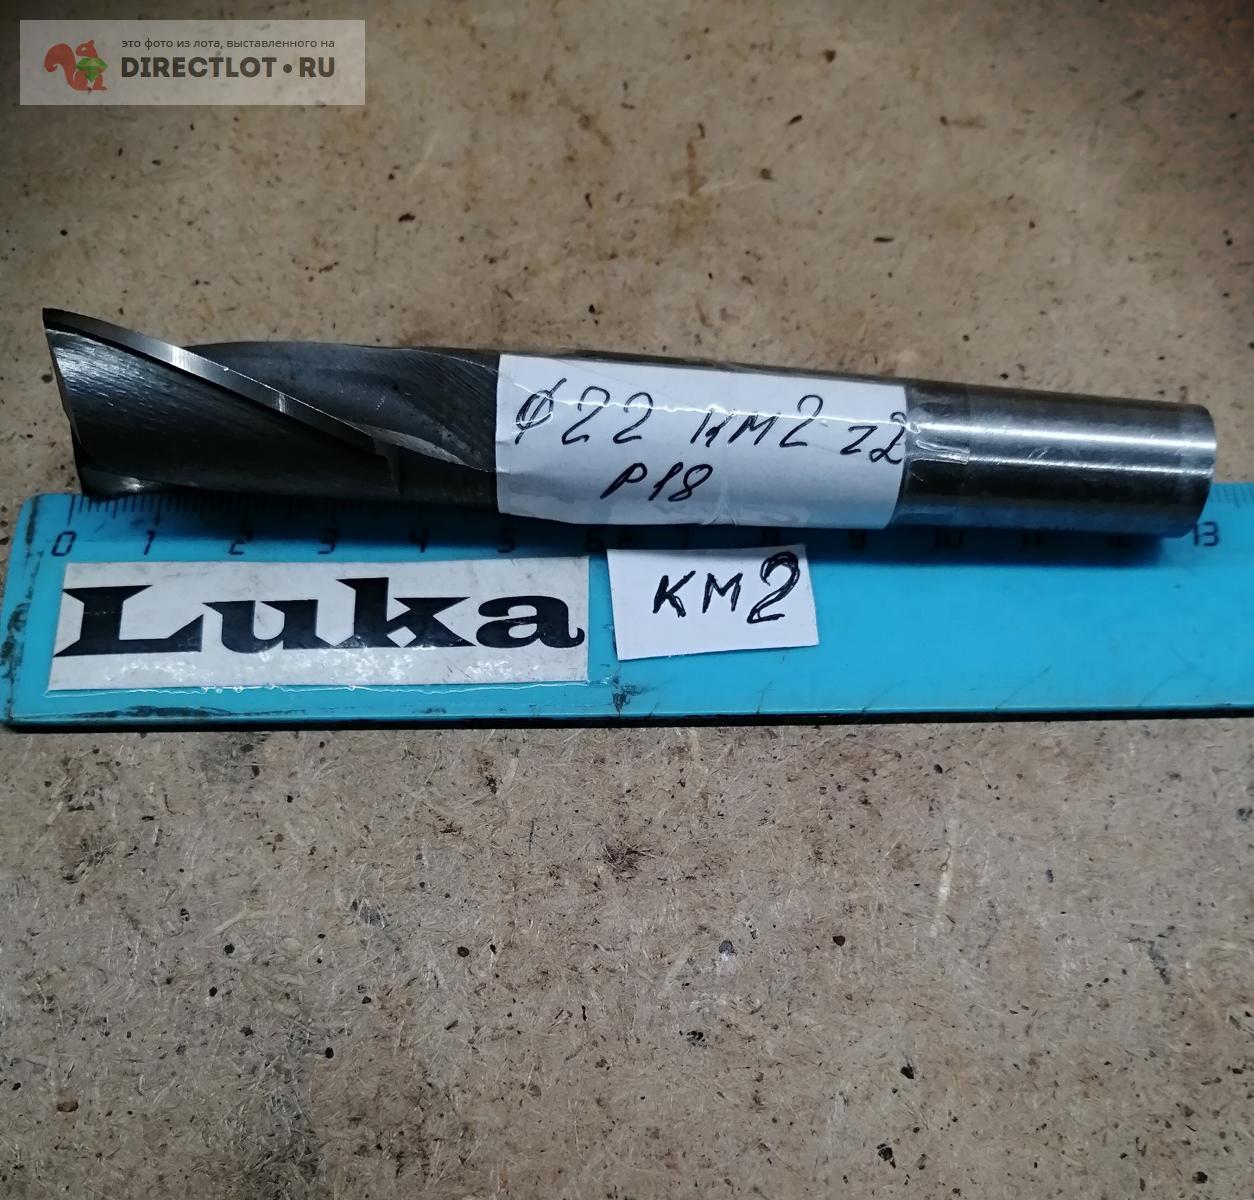 это фото из лота, выставленного на
DIRECTLOT•RU
⌀22 КМ2 z2
Р18
0 1 2 3 4 5 6 7 8 9 10 11 12 13
Luka
КМ2